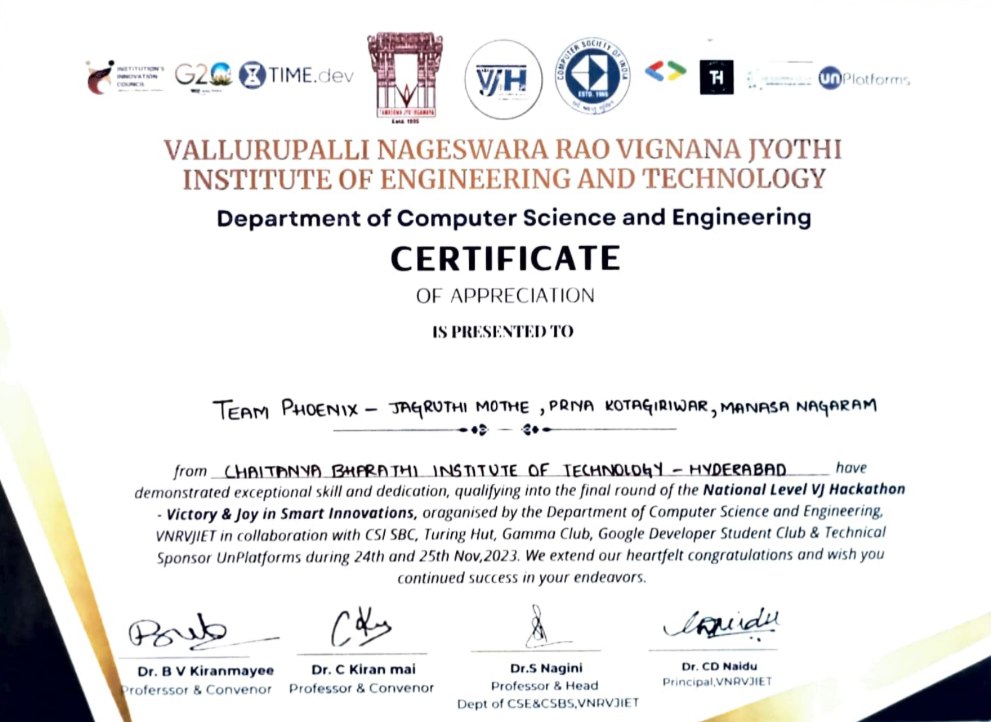 INSTITUTION'S
INNOVATION
COUNCIL
G20
TIME.dev
ESTD. 1995
VJH
COMPUTER SOCIETY OF INDIA
ESTD. 1965
TH
unPlatforms
VALLURUPALLI NAGESWARA RAO VIGNANA JYOTHI
INSTITUTE OF ENGINEERING AND TECHNOLOGY
Department of Computer Science and Engineering
CERTIFICATE
OF APPRECIATION
IS PRESENTED TO
TEAM PHOENIX – JAGRUTHI MOTHE , PRIYA KOTAGIRIWAR, MANASA NAGARAM
from CHAITANYA BHARATHI INSTITUTE OF TECHNOLOGY – HYDERABAD have
demonstrated exceptional skill and dedication, qualifying into the final round of the National Level VJ Hackathon
- Victory & Joy in Smart Innovations, oraganised by the Department of Computer Science and Engineering,
VNRVJIET in collaboration with CSI SBC, Turing Hut, Gamma Club, Google Developer Student Club & Technical
Sponsor UnPlatforms during 24th and 25th Nov,2023. We extend our heartfelt congratulations and wish you
continued success in your endeavors.
Dr. B V Kiranmayee
Proferssor & Convenor
Dr. C Kiran mai
Professor & Convenor
Dr.S Nagini
Professor & Head
Dept of CSE&CSBS,VNRVJIET
Dr. CD Naidu
Principal,VNRVJIET